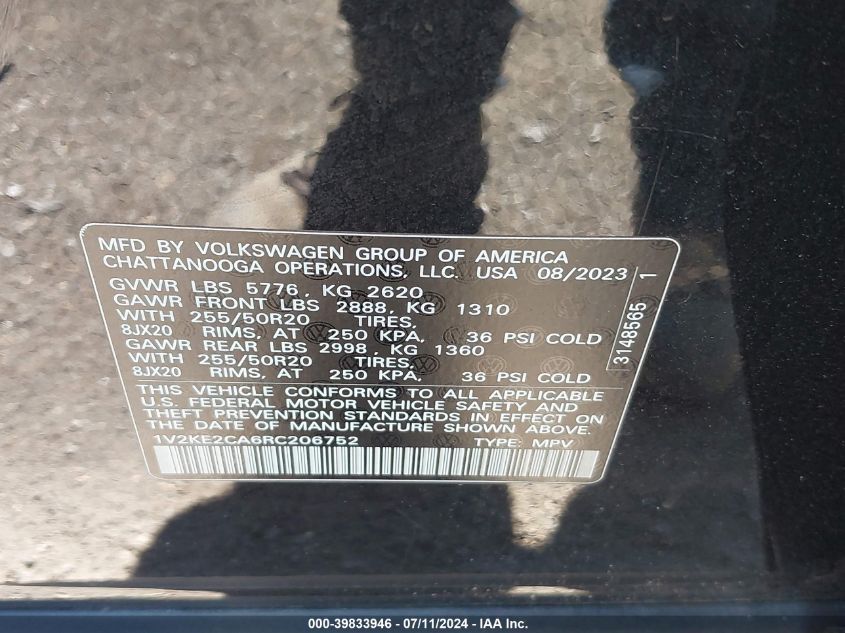 MFD BY VOLKSWAGEN GROUP OF AMERICA
CHATTANOOGA OPERATIONS, LLC. USA 08/2023
GVWR LBS 5776, KG 2620
GAWR FRONT LBS 2888, KG 1310
WITH 255/50R20 TIRES,
8JX20 RIMS, AT 250 KPA, 36 PSI COLD
GAWR REAR LBS 2998, KG 1360
WITH 255/50R20 TIRES,
8JX20 RIMS, AT 250 KPA, 36 PSI COLD
THIS VEHICLE CONFORMS TO ALL APPLICABLE
U.S. FEDERAL MOTOR VEHICLE SAFETY AND
THEFT PREVENTION STANDARDS IN EFFECT ON
THE DATE OF MANUFACTURE SHOWN ABOVE.
1V2KE2CA6RC206752 TYPE: MPV
3148565 1
000-39833946 - 07/11/2024 - IAA Inc.